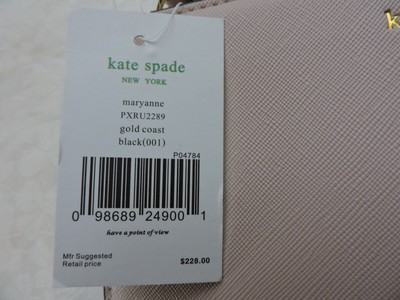 kate spade
NEW YORK
maryanne
PXRU2289
gold coast
black(001)
P04784
0 98689 24900 1
have a point of view
Mfr Suggested
Retail price
$228.00
k